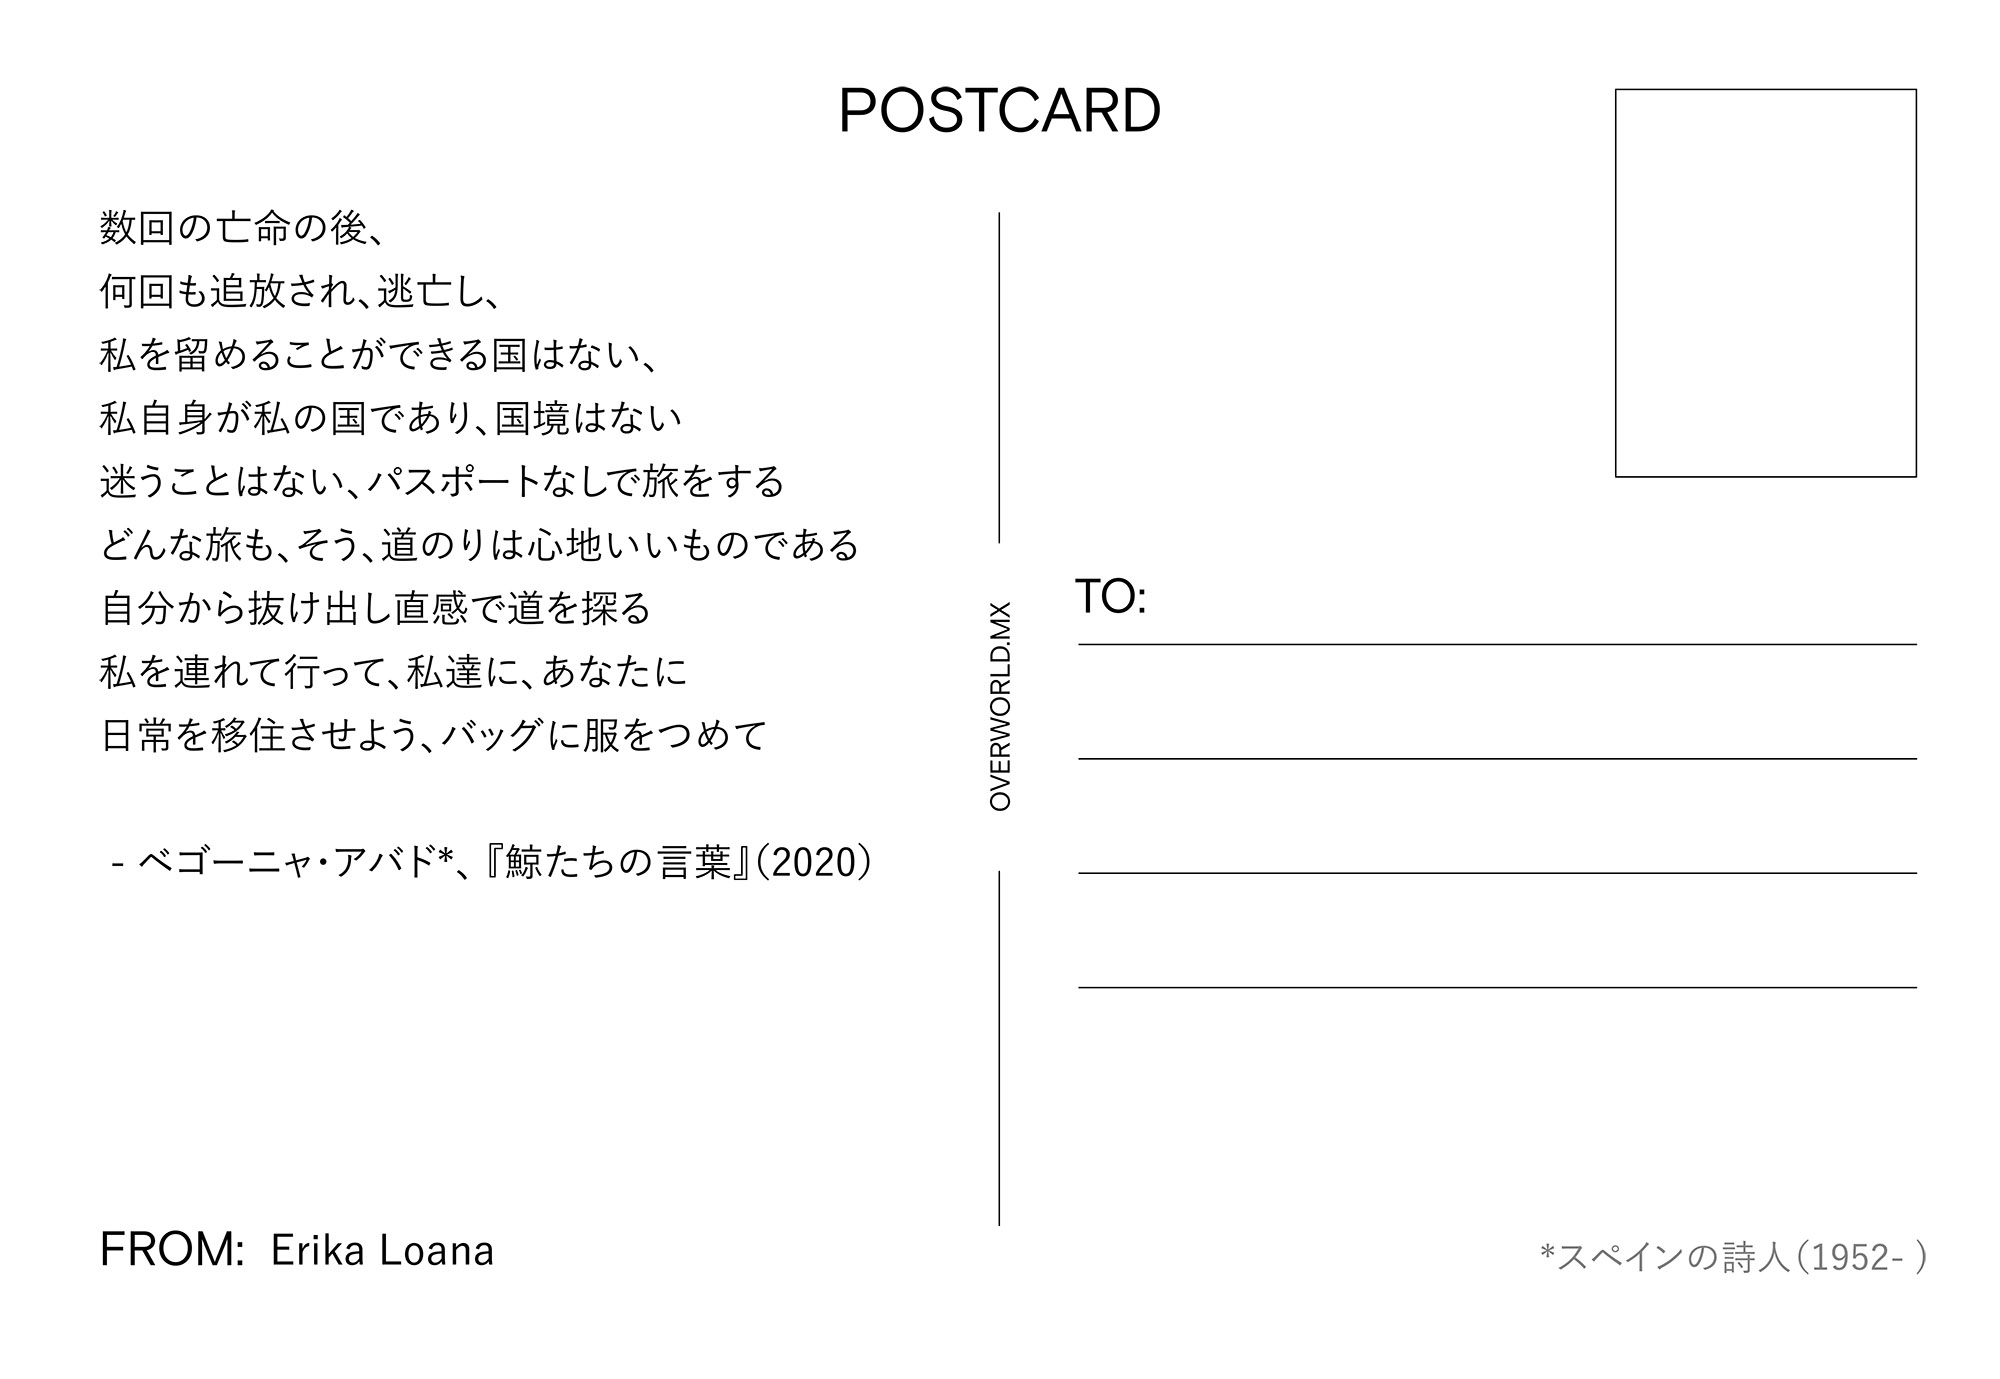 POSTCARD
数回の亡命の後、
何回も追放され、逃亡し、
私を留めることができる国はない、
私自身が私の国であり、国境はない
迷うことはない、パスポートなしで旅をする
どんな旅も、そう、道のりは心地いいものである
自分から抜け出し直感で道を探る
私を連れて行って、私達に、あなたに
日常を移住させよう、バッグに服をつめて
- ベゴーニャ・アバド*、『鯨たちの言葉』(2020)
FROM: Erika Loana
OVERWORLD.MX
TO:
*スペインの詩人(1952- )